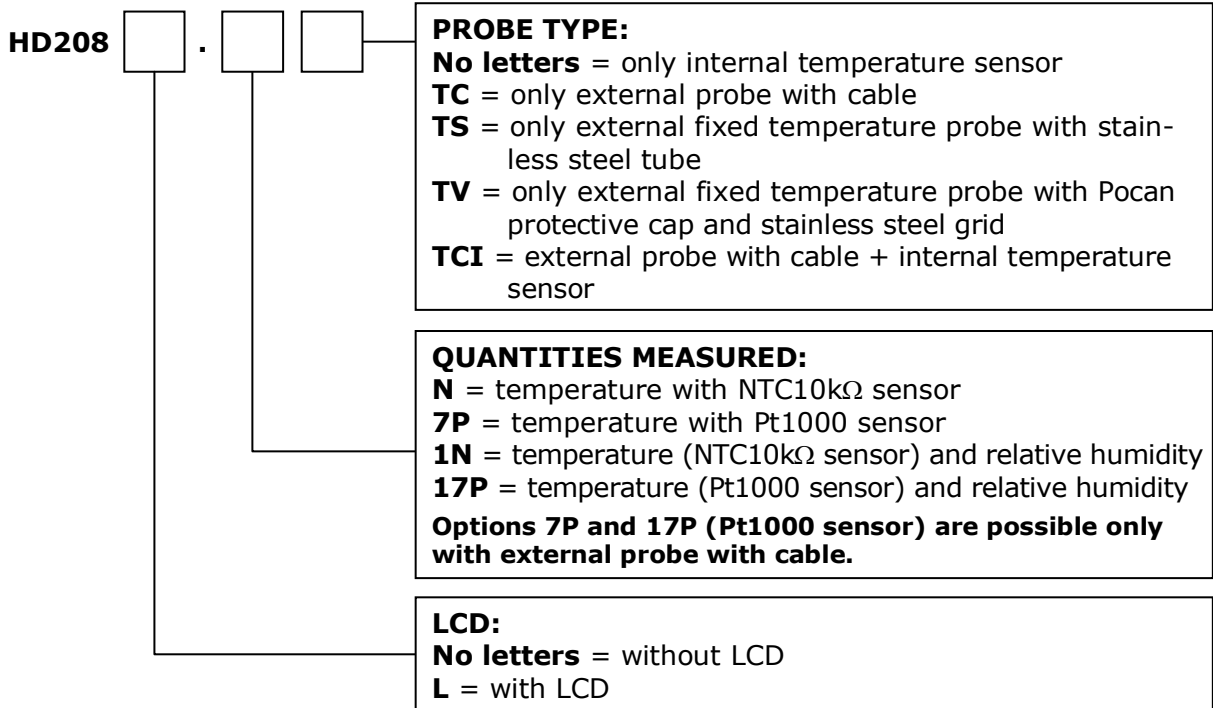 HD208 .
PROBE TYPE:
No letters = only internal temperature sensor
TC = only external probe with cable
TS = only external fixed temperature probe with stain-
less steel tube
TV = only external fixed temperature probe with Pocan
protective cap and stainless steel grid
TCI = external probe with cable + internal temperature
sensor
QUANTITIES MEASURED:
N = temperature with NTC10kΩ sensor
7P = temperature with Pt1000 sensor
1N = temperature (NTC10kΩ sensor) and relative humidity
17P = temperature (Pt1000 sensor) and relative humidity
Options 7P and 17P (Pt1000 sensor) are possible only
with external probe with cable.
LCD:
No letters = without LCD
L = with LCD